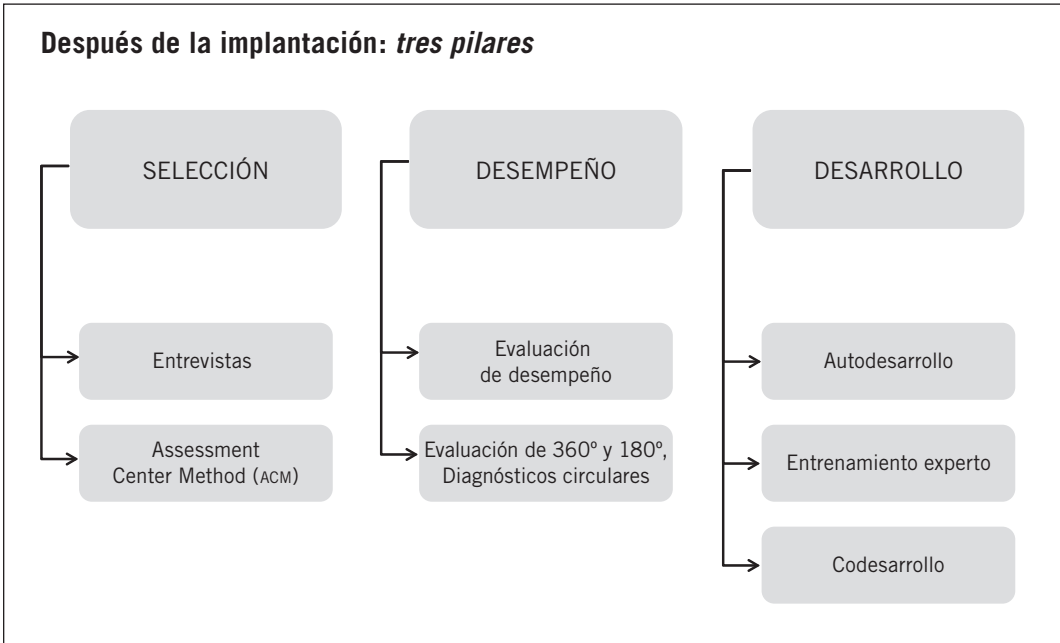 Después de la implantación: tres pilares
SELECCIÓN
Entrevistas
Assessment
Center Method (ACM)
DESEMPEÑO
Evaluación
de desempeño
Evaluación de 360º y 180º,
Diagnósticos circulares
DESARROLLO
Autodesarrollo
Entrenamiento experto
Codesarrollo